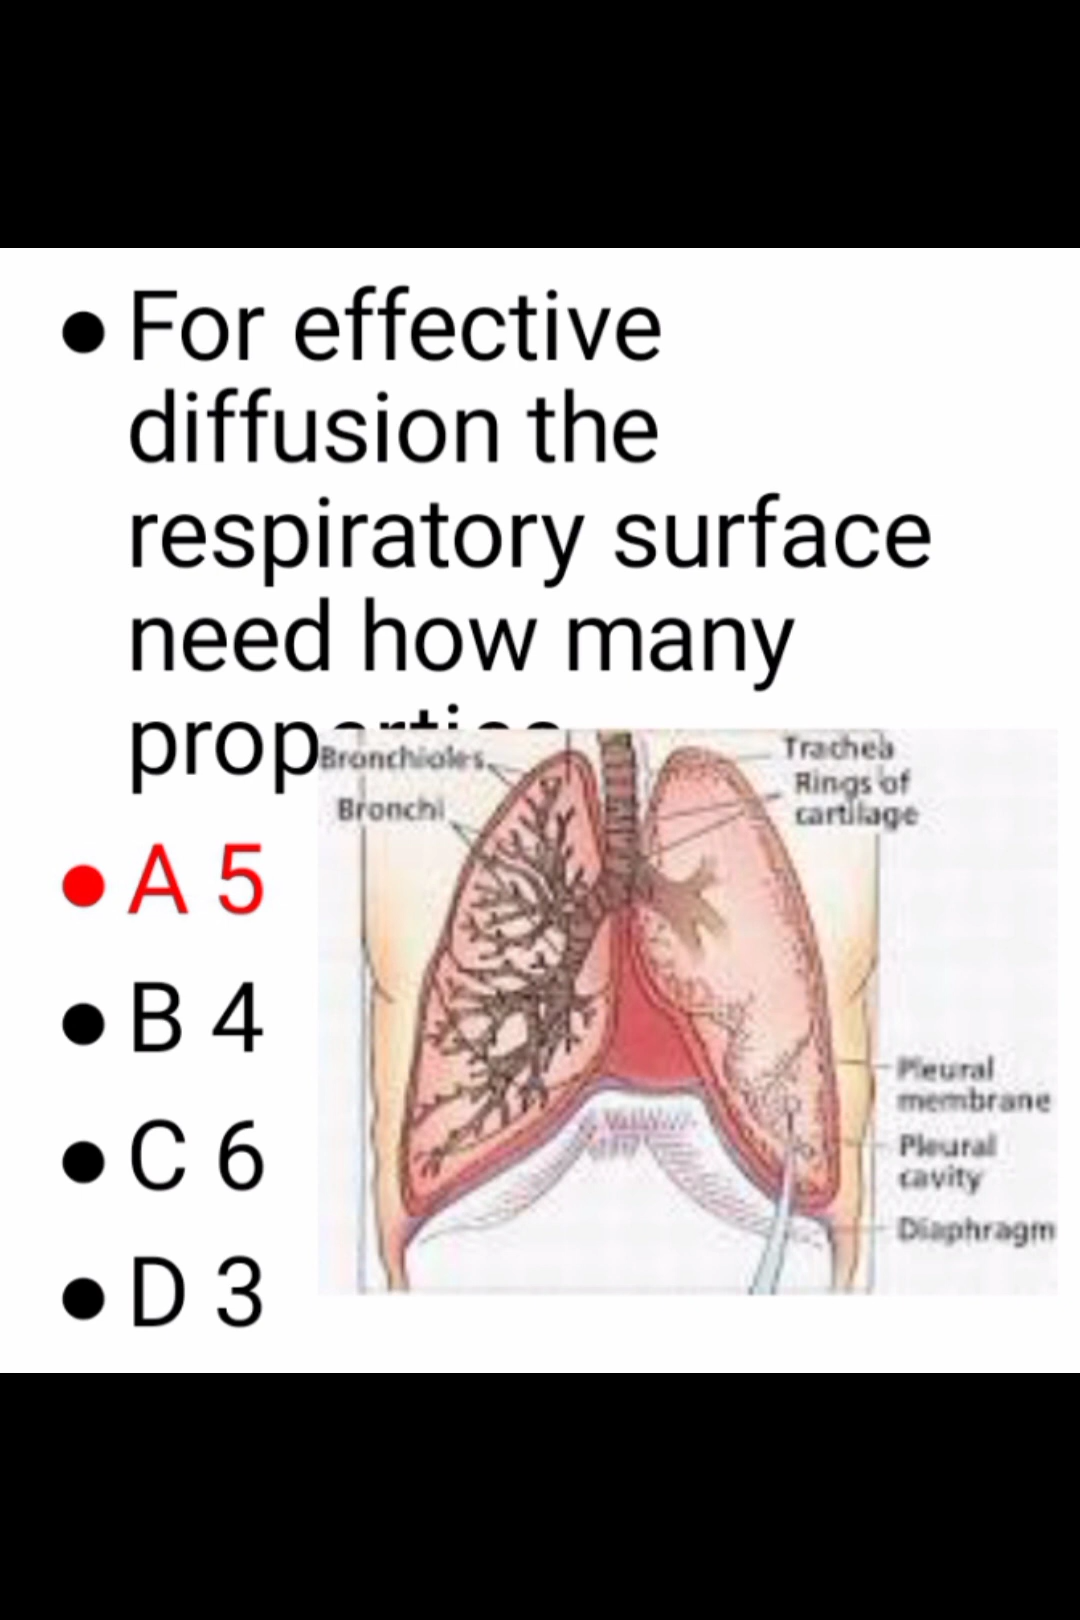 ● For effective
diffusion the
respiratory surface
need how many
prop
● A 5
● B 4
● C 6
● D 3
Bronchioles
Bronchi
Trachea
Rings of
cartilage
Pleural
membrane
Pleural
cavity
Diaphragm